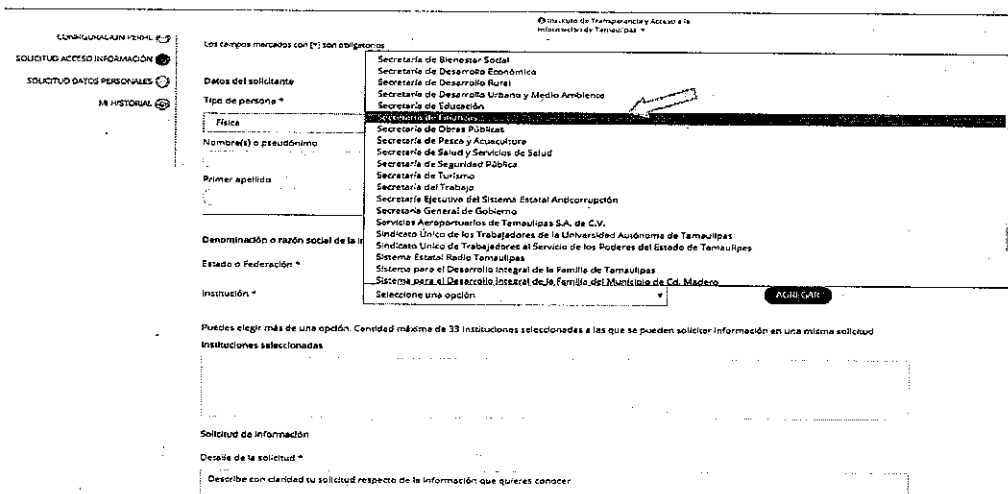 Instituto de Transparencia y Acceso a la
Información de Tamaulipas
CONFIGURACIÓN PERFIL
SOLICITUD ACCESO INFORMACIÓN
SOLICITUD DATOS PERSONALES
MI HISTORIAL
Los campos marcados con [*] son obligatorios
Datos del solicitante
Tipo de persona *
Física
Nombre(s) o pseudónimo
Primer apellido
Secretaría de Bienestar Social
Secretaría de Desarrollo Económico
Secretaría de Desarrollo Rural
Secretaría de Desarrollo Urbano y Medio Ambiente
Secretaría de Educación
Secretaría de Finanzas
Secretaría de Obras Públicas
Secretaría de Pesca y Acuacultura
Secretaría de Salud y Servicios de Salud
Secretaría de Seguridad Pública
Secretaría de Turismo
Secretaría del Trabajo
Secretaría Ejecutiva del Sistema Estatal Anticorrupción
Secretaría General de Gobierno
Servicios Aeroportuarios de Tamaulipas S.A. de C.V.
Sindicato Único de los Trabajadores de la Universidad Autónoma de Tamaulipas
Sindicato Unico de Trabajadores al Servicio de los Poderes del Estado de Tamaulipas
Sistema Estatal Radio Tamaulipas
Sistema para el Desarrollo Integral de la Familia de Tamaulipas
Sistema para el Desarrollo Integral de la Familia del Municipio de Cd. Madero
Denominación o razón social de la in
Estado o Federación *
Institución *
Seleccione una opción
AGREGAR
Puedes elegir más de una opción. Cantidad máxima de 33 instituciones seleccionadas a las que se pueden solicitar información en una misma solicitud
Instituciones seleccionadas
Solicitud de información
Detalle de la solicitud *
Describe con claridad tu solicitud respecto de la información que quieres conocer